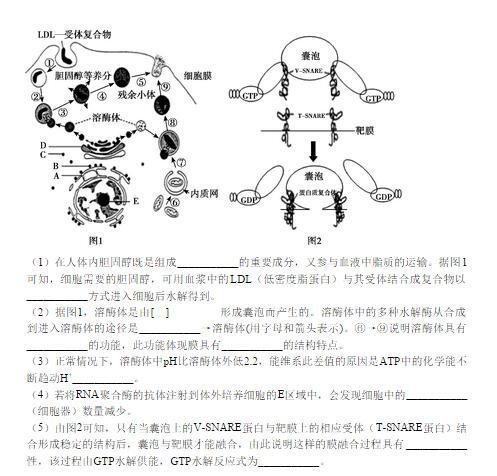 LDL—受体复合物
①
胆固醇等养分
⑤
细胞膜
②
③
④
残余小体
⑨
⑧
溶酶体
D
C
B
A
E
⑦
内质网
⑥
图1
囊泡
V-SNARE
GTP
GTP
T-SNARE
靶膜
囊泡
GDP
蛋白质复合体
GDP
图2
（1）在人体内胆固醇既是组成__________的重要成分，又参与血液中脂质的运输。据图1
可知，细胞需要的胆固醇，可用血浆中的LDL（低密度脂蛋白）与其受体结合成复合物以
__________方式进入细胞后水解得到。
（2）据图1，溶酶体是由[ ]________形成囊泡而产生的。溶酶体中的多种水解酶从合成
到进入溶酶体的途径是__________→溶酶体(用字母和箭头表示)。⑥→⑨说明溶酶体具有
__________的功能，此功能体现膜具有__________的结构特点。
（3）正常情况下，溶酶体中pH比溶酶体外低2.2，能维系此差值的原因是ATP中的化学能不
断趋动H⁺__________。
（4）若将RNA聚合酶的抗体注射到体外培养细胞的E区域中，会发现细胞中的__________
（细胞器）数量减少。
（5）由图2可知，只有当囊泡上的V-SNARE蛋白与靶膜上的相应受体（T-SNARE蛋白）结
合形成稳定的结构后，囊泡与靶膜才能融合，由此说明这样的膜融合过程具有__________
性，该过程由GTP水解供能，GTP水解反应式为__________。